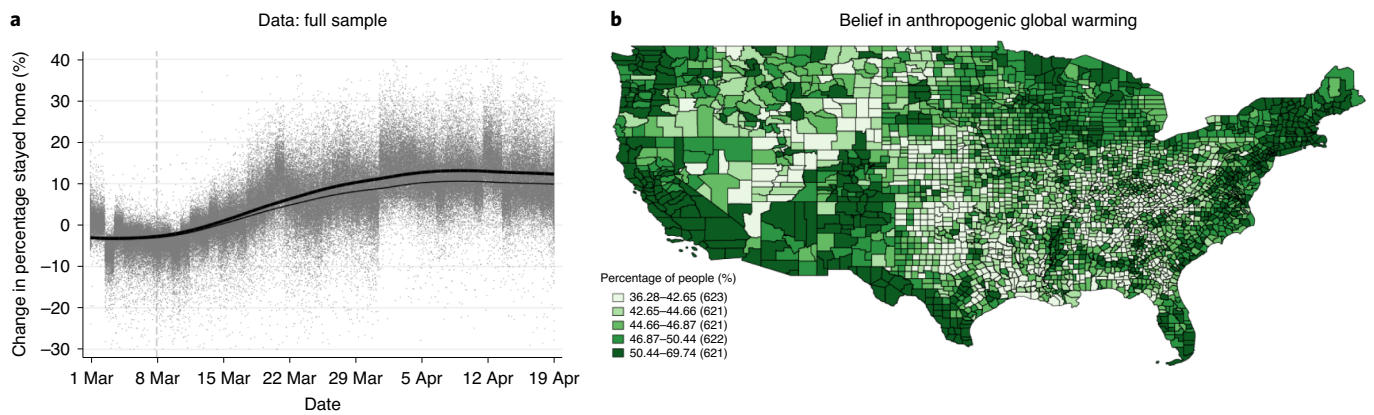 a
Data: full sample
Change in percentage stayed home (%)
40
30
20
10
0
–10
–20
–30
1 Mar 8 Mar 15 Mar 22 Mar 29 Mar 5 Apr 12 Apr 19 Apr
Date
b
Belief in anthropogenic global warming
Percentage of people (%)
36.28–42.65 (623)
42.65–44.66 (621)
44.66–46.87 (621)
46.87–50.44 (622)
50.44–69.74 (621)